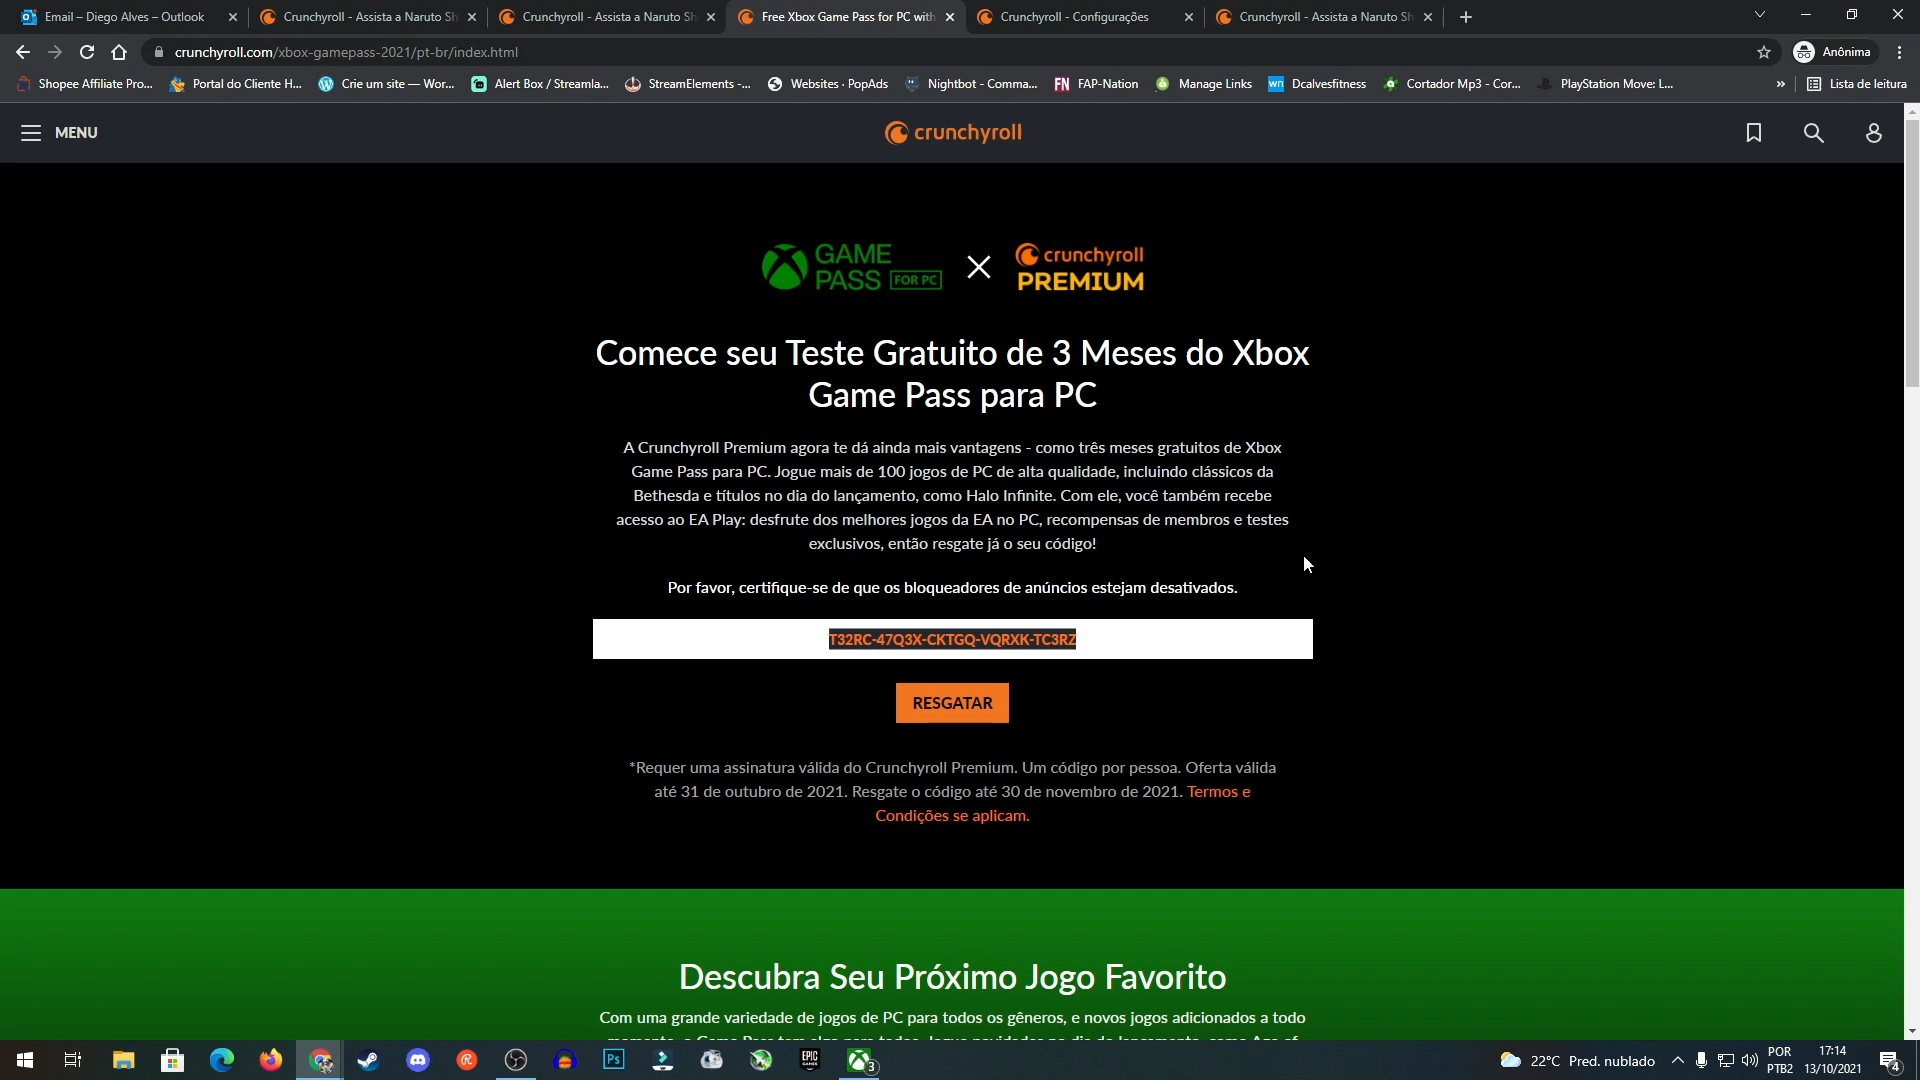 Email – Diego Alves – Outlook
Crunchyroll - Assista a Naruto Sh
Crunchyroll - Assista a Naruto Sh
Free Xbox Game Pass for PC with
Crunchyroll - Configurações
Crunchyroll - Assista a Naruto Sh
crunchyroll.com/xbox-gamepass-2021/pt-br/index.html
Anônima
Shopee Affiliate Pro...
Portal do Cliente H...
Crie um site — Wor...
Alert Box / Streamla...
StreamElements -...
Websites · PopAds
Nightbot - Comma...
FN FAP-Nation
Manage Links
wn Dcalvesfitness
Cortador Mp3 - Cor...
PlayStation Move: L...
»
Lista de leitura
MENU
crunchyroll
GAME PASS FOR PC
crunchyroll PREMIUM
Comece seu Teste Gratuito de 3 Meses do Xbox
Game Pass para PC
A Crunchyroll Premium agora te dá ainda mais vantagens - como três meses gratuitos de Xbox
Game Pass para PC. Jogue mais de 100 jogos de PC de alta qualidade, incluindo clássicos da
Bethesda e títulos no dia do lançamento, como Halo Infinite. Com ele, você também recebe
acesso ao EA Play: desfrute dos melhores jogos da EA no PC, recompensas de membros e testes
exclusivos, então resgate já o seu código!
Por favor, certifique-se de que os bloqueadores de anúncios estejam desativados.
T32RC-47Q3X-CKTGQ-VQRXK-TC3RZ
RESGATAR
*Requer uma assinatura válida do Crunchyroll Premium. Um código por pessoa. Oferta válida
até 31 de outubro de 2021. Resgate o código até 30 de novembro de 2021. Termos e
Condições se aplicam.
Descubra Seu Próximo Jogo Favorito
Com uma grande variedade de jogos de PC para todos os gêneros, e novos jogos adicionados a todo
Ps
EPIC GAMES
3
22°C Pred. nublado
POR
PTB2
17:14
13/10/2021
4